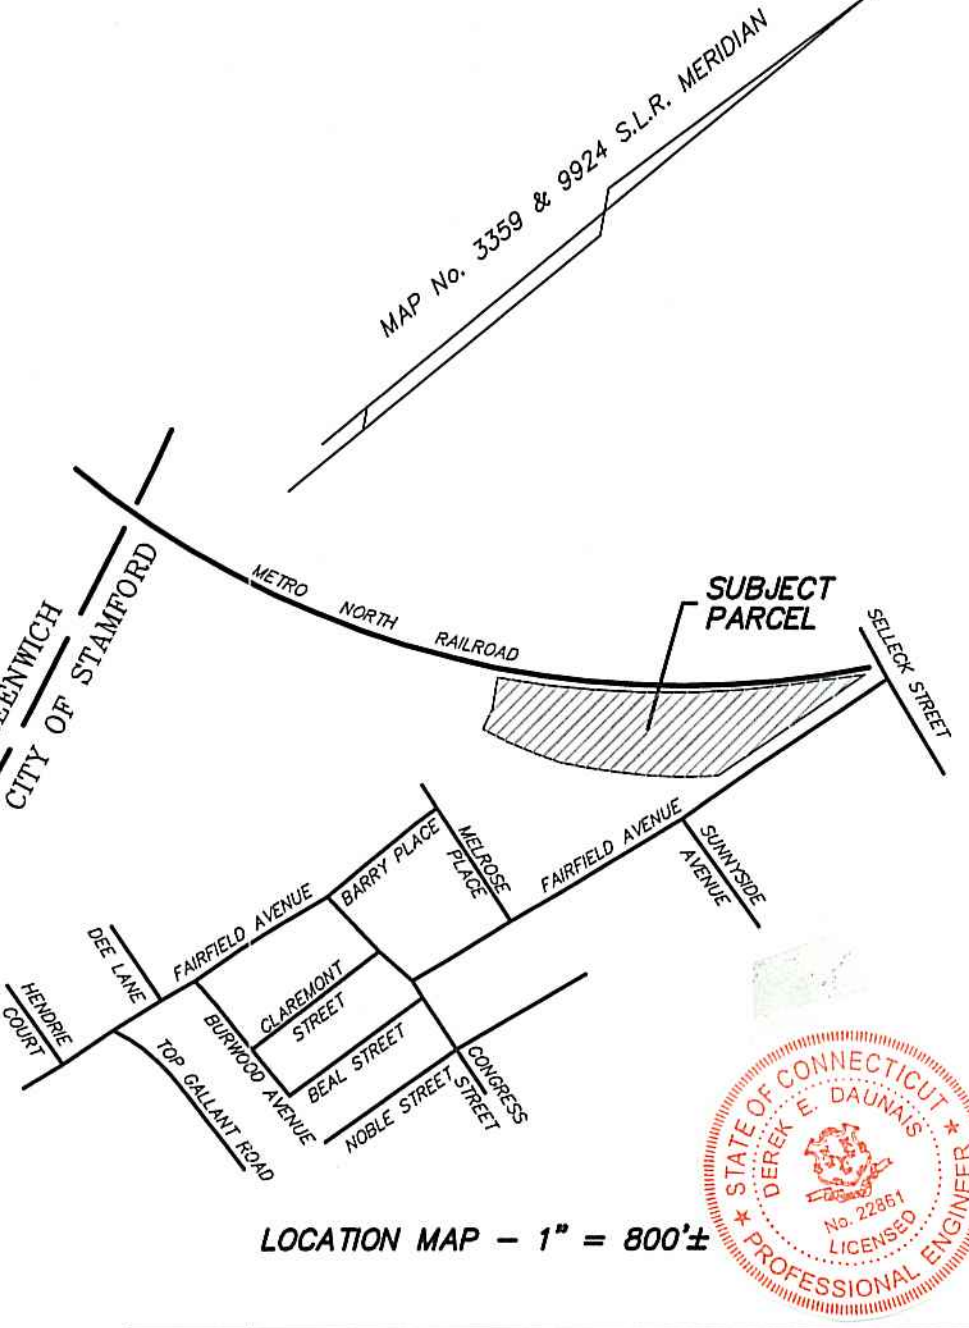 MAP No. 3359 & 9924 S.L.R. MERIDIAN
CITY OF STAMFORD
METRO NORTH RAILROAD
SUBJECT
PARCEL
SELLECK STREET
MELROSE
PLACE
BARRY PLACE
FAIRFIELD AVENUE
SUNNYSIDE
AVENUE
FAIRFIELD AVENUE
DEE LANE
HENDRIE
COURT
CLAREMONT
STREET
BURWOOD AVENUE
BEAL STREET
TOP GALLANT ROAD
NOBLE STREET
CONGRESS
STREET
STATE OF CONNECTICUT
DEREK E. DAUNAIS
No. 22861
LICENSED
★ PROFESSIONAL ENGINEER ★
LOCATION MAP - 1" = 800'±